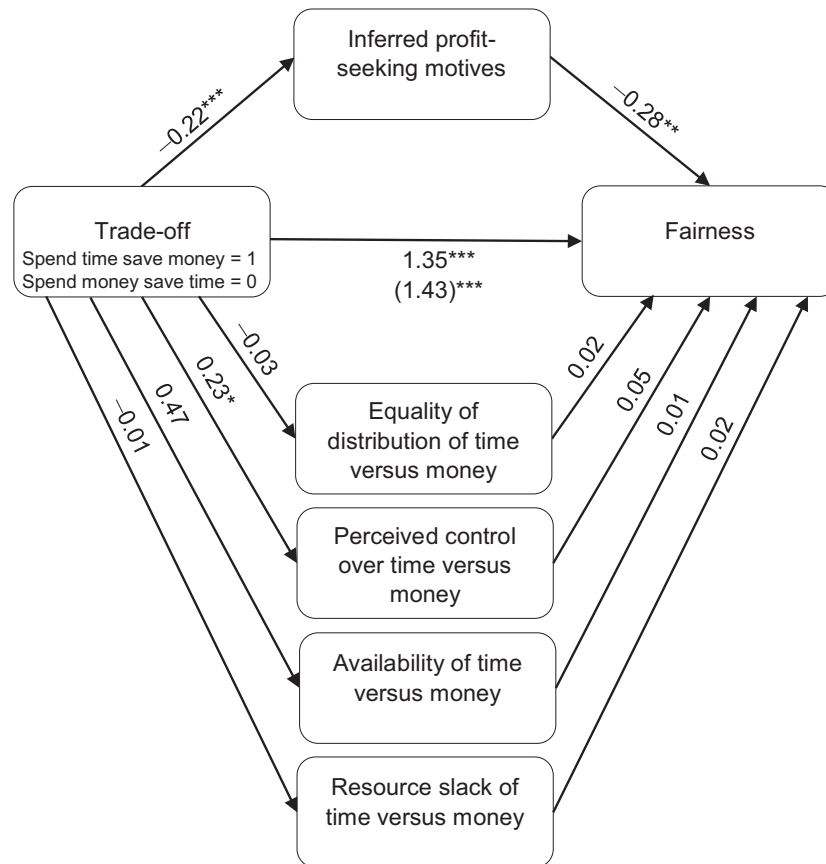 Inferred profit-
seeking motives
−0.22***
−0.28**
Trade-off
Spend time save money = 1
Spend money save time = 0
Fairness
1.35***
(1.43)***
−0.03
0.23*
0.47
−0.01
0.02
0.05
0.01
0.02
Equality of
distribution of time
versus money
Perceived control
over time versus
money
Availability of time
versus money
Resource slack of
time versus money